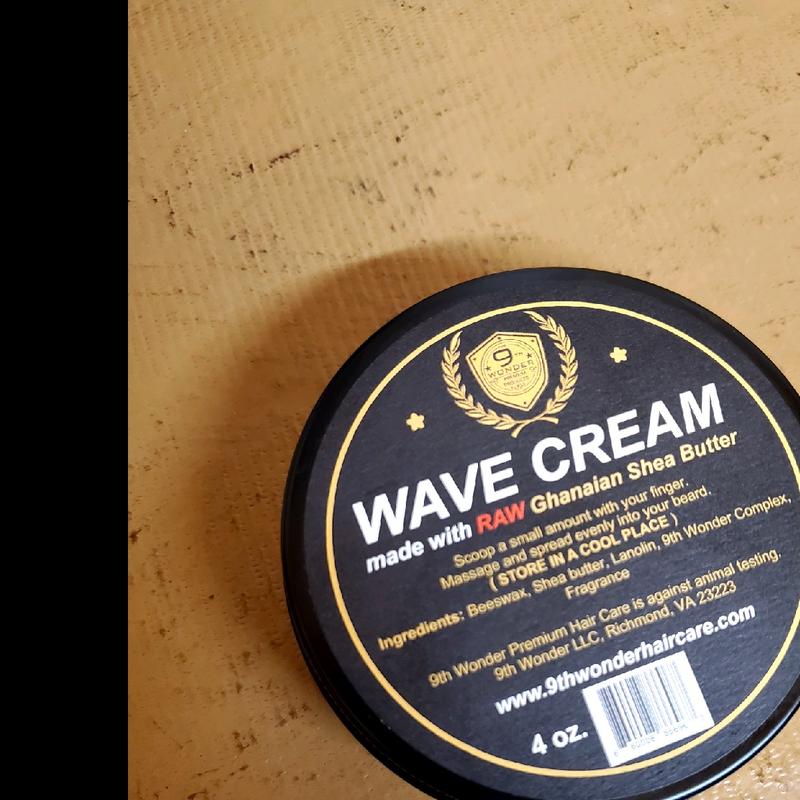 9TH
WONDER
WAVE CREAM
made with RAW Ghanaian Shea Butter
Scoop a small amount with your finger.
Massage and spread evenly into your beard.
( STORE IN A COOL PLACE )
Ingredients: Beeswax, Shea butter, Lanolin, 9th Wonder Complex,
Fragrance
9th Wonder Premium Hair Care is against animal testing.
9th Wonder LLC, Richmond, VA 23223
www.9thwonderhaircare.com
4 oz.